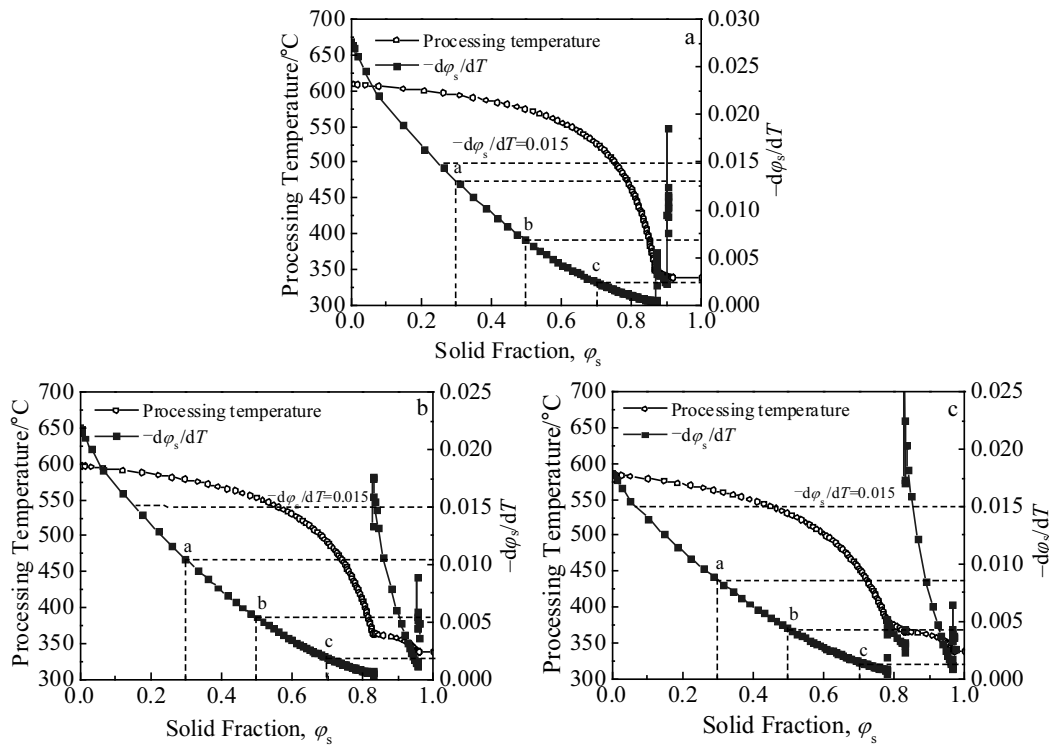 700
650
600
550
500
450
400
350
300
Processing Temperature/°C
Processing temperature
−dφs/dT
a
−dφs/dT=0.015
a
b
c
0.030
0.025
0.020
0.015
0.010
0.005
0.000
−dφs/dT
0.0 0.2 0.4 0.6 0.8 1.0
Solid Fraction, φs
700
650
600
550
500
450
400
350
300
Processing Temperature/°C
Processing temperature
−dφs/dT
b
−dφs/dT=0.015
a
b
c
0.025
0.020
0.015
0.010
0.005
0.000
−dφs/dT
0.0 0.2 0.4 0.6 0.8 1.0
Solid Fraction, φs
700
650
600
550
500
450
400
350
300
Processing Temperature/°C
Processing temperature
−dφs/dT
c
−dφs/dT=0.015
a
b
c
0.025
0.020
0.015
0.010
0.005
0.000
−dφs/dT
0.0 0.2 0.4 0.6 0.8 1.0
Solid Fraction, φs